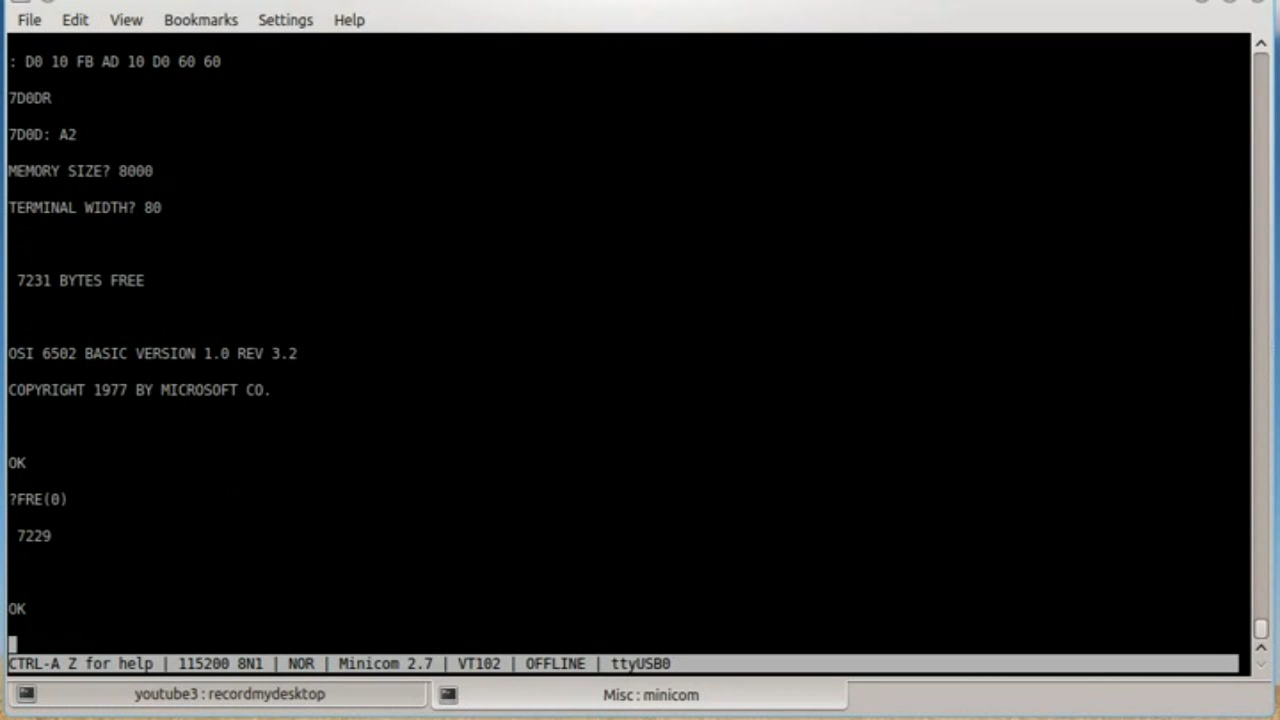 File Edit View Bookmarks Settings Help
: D0 10 FB AD 10 D0 60 60
7D0DR
7D0D: A2
MEMORY SIZE? 8000
TERMINAL WIDTH? 80
7231 BYTES FREE
OSI 6502 BASIC VERSION 1.0 REV 3.2
COPYRIGHT 1977 BY MICROSOFT CO.
OK
?FRE(0)
7229
OK
CTRL-A Z for help | 115200 8N1 | NOR | Minicom 2.7 | VT102 | OFFLINE | ttyUSB0
youtube3 : recordmydesktop
Misc : minicom